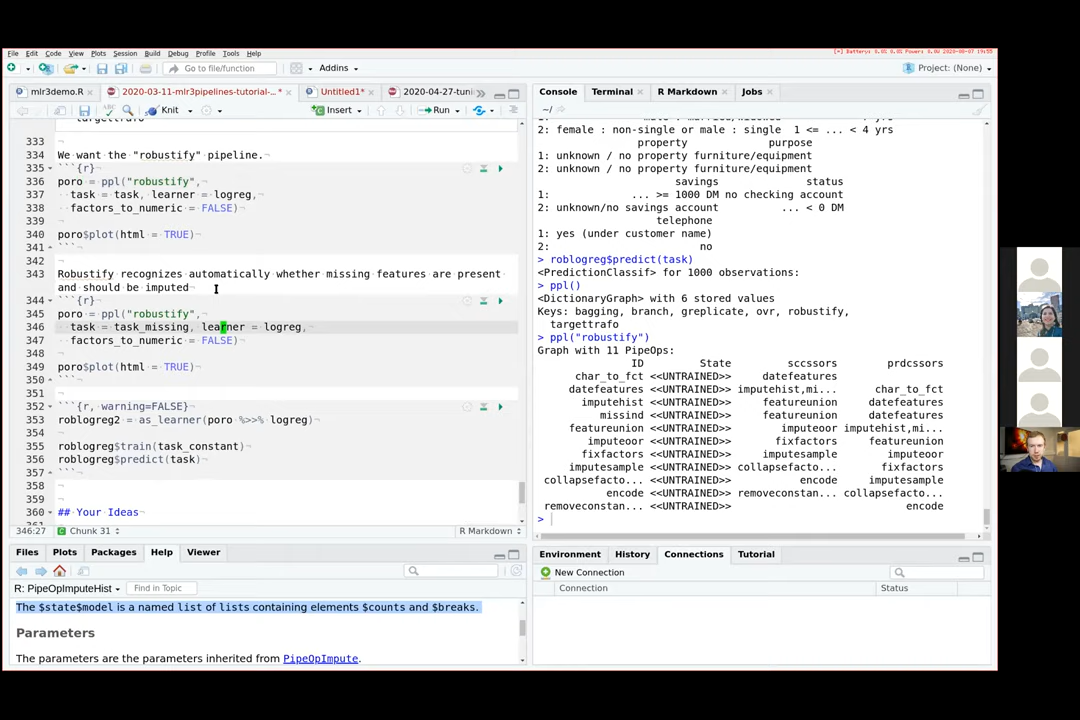 [-] Battery: 0.0% 0.0% Power: 0.0U 2020-08-07 19:55
File Edit Code View Plots Session Build Debug Profile Tools Help
Go to file/function Addins Project: (None)
mlr3demo.R 2020-03-11-mlr3pipelines-tutorial-...* Untitled1* 2020-04-27-tuni
Knit Insert Run
targettrafo
333
334 We want the "robustify" pipeline.
335 ```{r}
336 poro = ppl("robustify",
337 task = task, learner = logreg,
338 factors_to_numeric = FALSE)
339
340 poro$plot(html = TRUE)
341 ```
342
343 Robustify recognizes automatically whether missing features are present
and should be imputed
344 ```{r}
345 poro = ppl("robustify",
346 task = task_missing, learner = logreg,
347 factors_to_numeric = FALSE)
348
349 poro$plot(html = TRUE)
350 ```
351
352 ```{r, warning=FALSE}
353 roblogreg2 = as_learner(poro %>>% logreg)
354
355 roblogreg$train(task_constant)
356 roblogreg$predict(task)
357 ```
358
359
360 ## Your Ideas
361
346:27 Chunk 31 R Markdown
Files Plots Packages Help Viewer
R: PipeOpImputeHist Find in Topic
The $state$model is a named list of lists containing elements $counts and $breaks.
Parameters
The parameters are the parameters inherited from PipeOpImpute.
Console Terminal R Markdown Jobs
~/
2: female : non-single or male : single 1 <= ... < 4 yrs
property purpose
1: unknown / no property furniture/equipment
2: unknown / no property furniture/equipment
savings status
1: ... >= 1000 DM no checking account
2: unknown/no savings account ... < 0 DM
telephone
1: yes (under customer name)
2: no
> roblogreg$predict(task)
<PredictionClassif> for 1000 observations:
> ppl()
<DictionaryGraph> with 6 stored values
Keys: bagging, branch, greplicate, ovr, robustify,
targettrafo
> ppl("robustify")
Graph with 11 PipeOps:
ID State sccssors prdcssors
char_to_fct <<UNTRAINED>> datefeatures
datefeatures <<UNTRAINED>> imputehist,mi... char_to_fct
imputehist <<UNTRAINED>> featureunion datefeatures
missind <<UNTRAINED>> featureunion datefeatures
featureunion <<UNTRAINED>> imputeoor imputehist,mi...
imputeoor <<UNTRAINED>> fixfactors featureunion
fixfactors <<UNTRAINED>> imputesample imputeoor
imputesample <<UNTRAINED>> collapsefacto... fixfactors
collapsefacto... <<UNTRAINED>> encode imputesample
encode <<UNTRAINED>> removeconstan... collapsefacto...
removeconstan... <<UNTRAINED>> encode
>
Environment History Connections Tutorial
New Connection
Connection Status